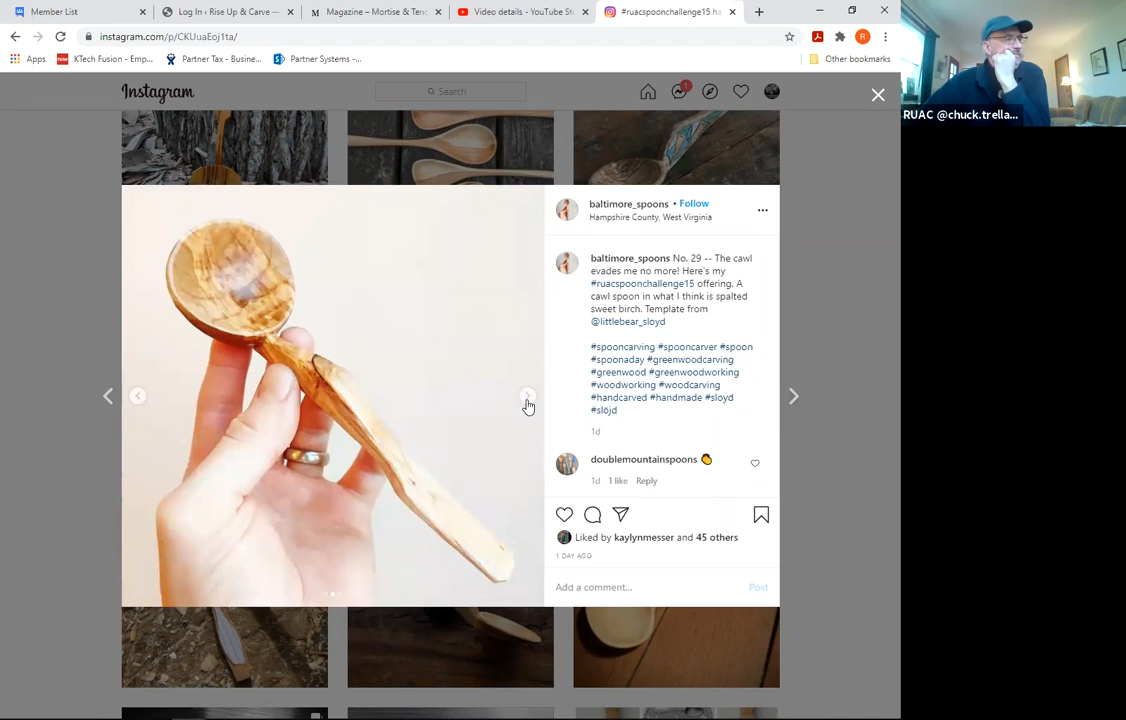 Member List
Log In ‹ Rise Up & Carve —
Magazine – Mortise & Tenc
Video details - YouTube St
#ruacspoonchallenge15 ha
instagram.com/p/CKUuaEoj1ta/
R
Apps
KTech Fusion - Emp...
Partner Tax - Busine...
Partner Systems -...
Other bookmarks
Instagram
Search
1
RUAC @chuck.trella...
baltimore_spoons • Follow
Hampshire County, West Virginia
baltimore_spoons No. 29 -- The cawl
evades me no more! Here's my
#ruacspoonchallenge15 offering. A
cawl spoon in what I think is spalted
sweet birch. Template from
@littlebear_sloyd
#spooncarving #spooncarver #spoon
#spoonaday #greenwoodcarving
#greenwood #greenwoodworking
#woodworking #woodcarving
#handcarved #handmade #sloyd
#slöjd
1d
doublemountainspoons 👏
1d 1 like Reply
Liked by kaylynmesser and 45 others
1 DAY AGO
Add a comment...
Post